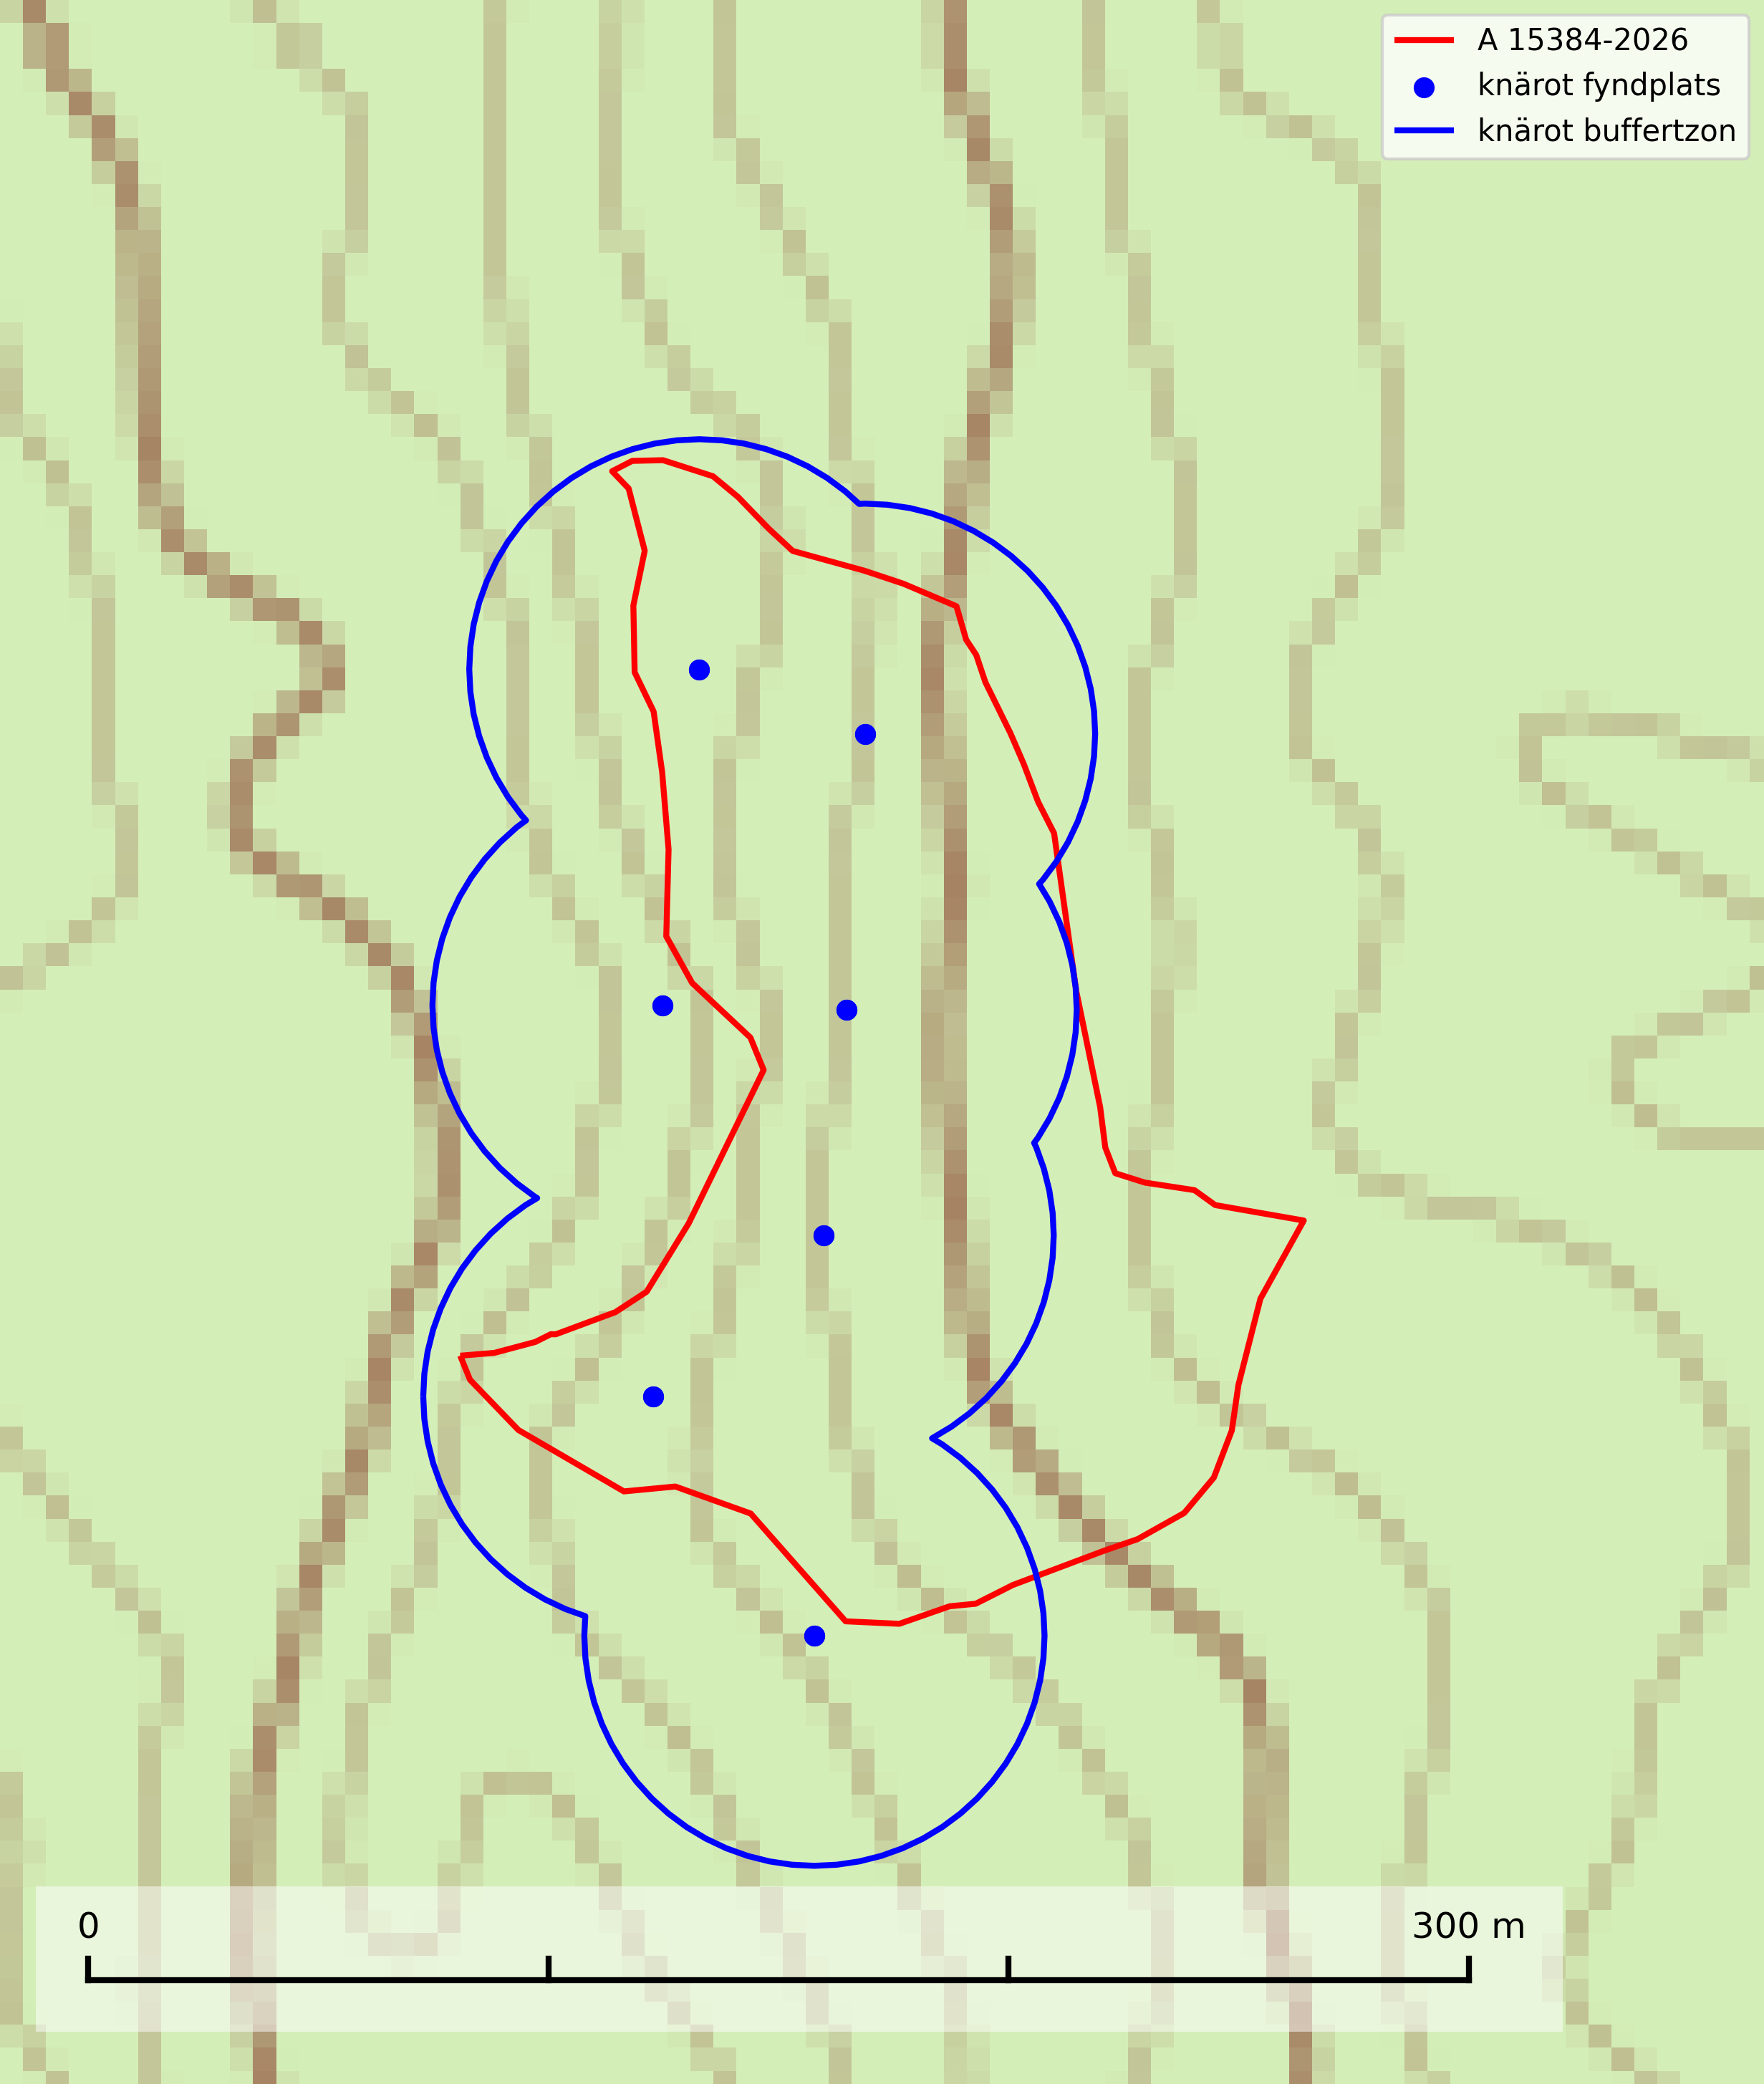 A 15384-2026
knärot fyndplats
knärot buffertzon
0
300 m